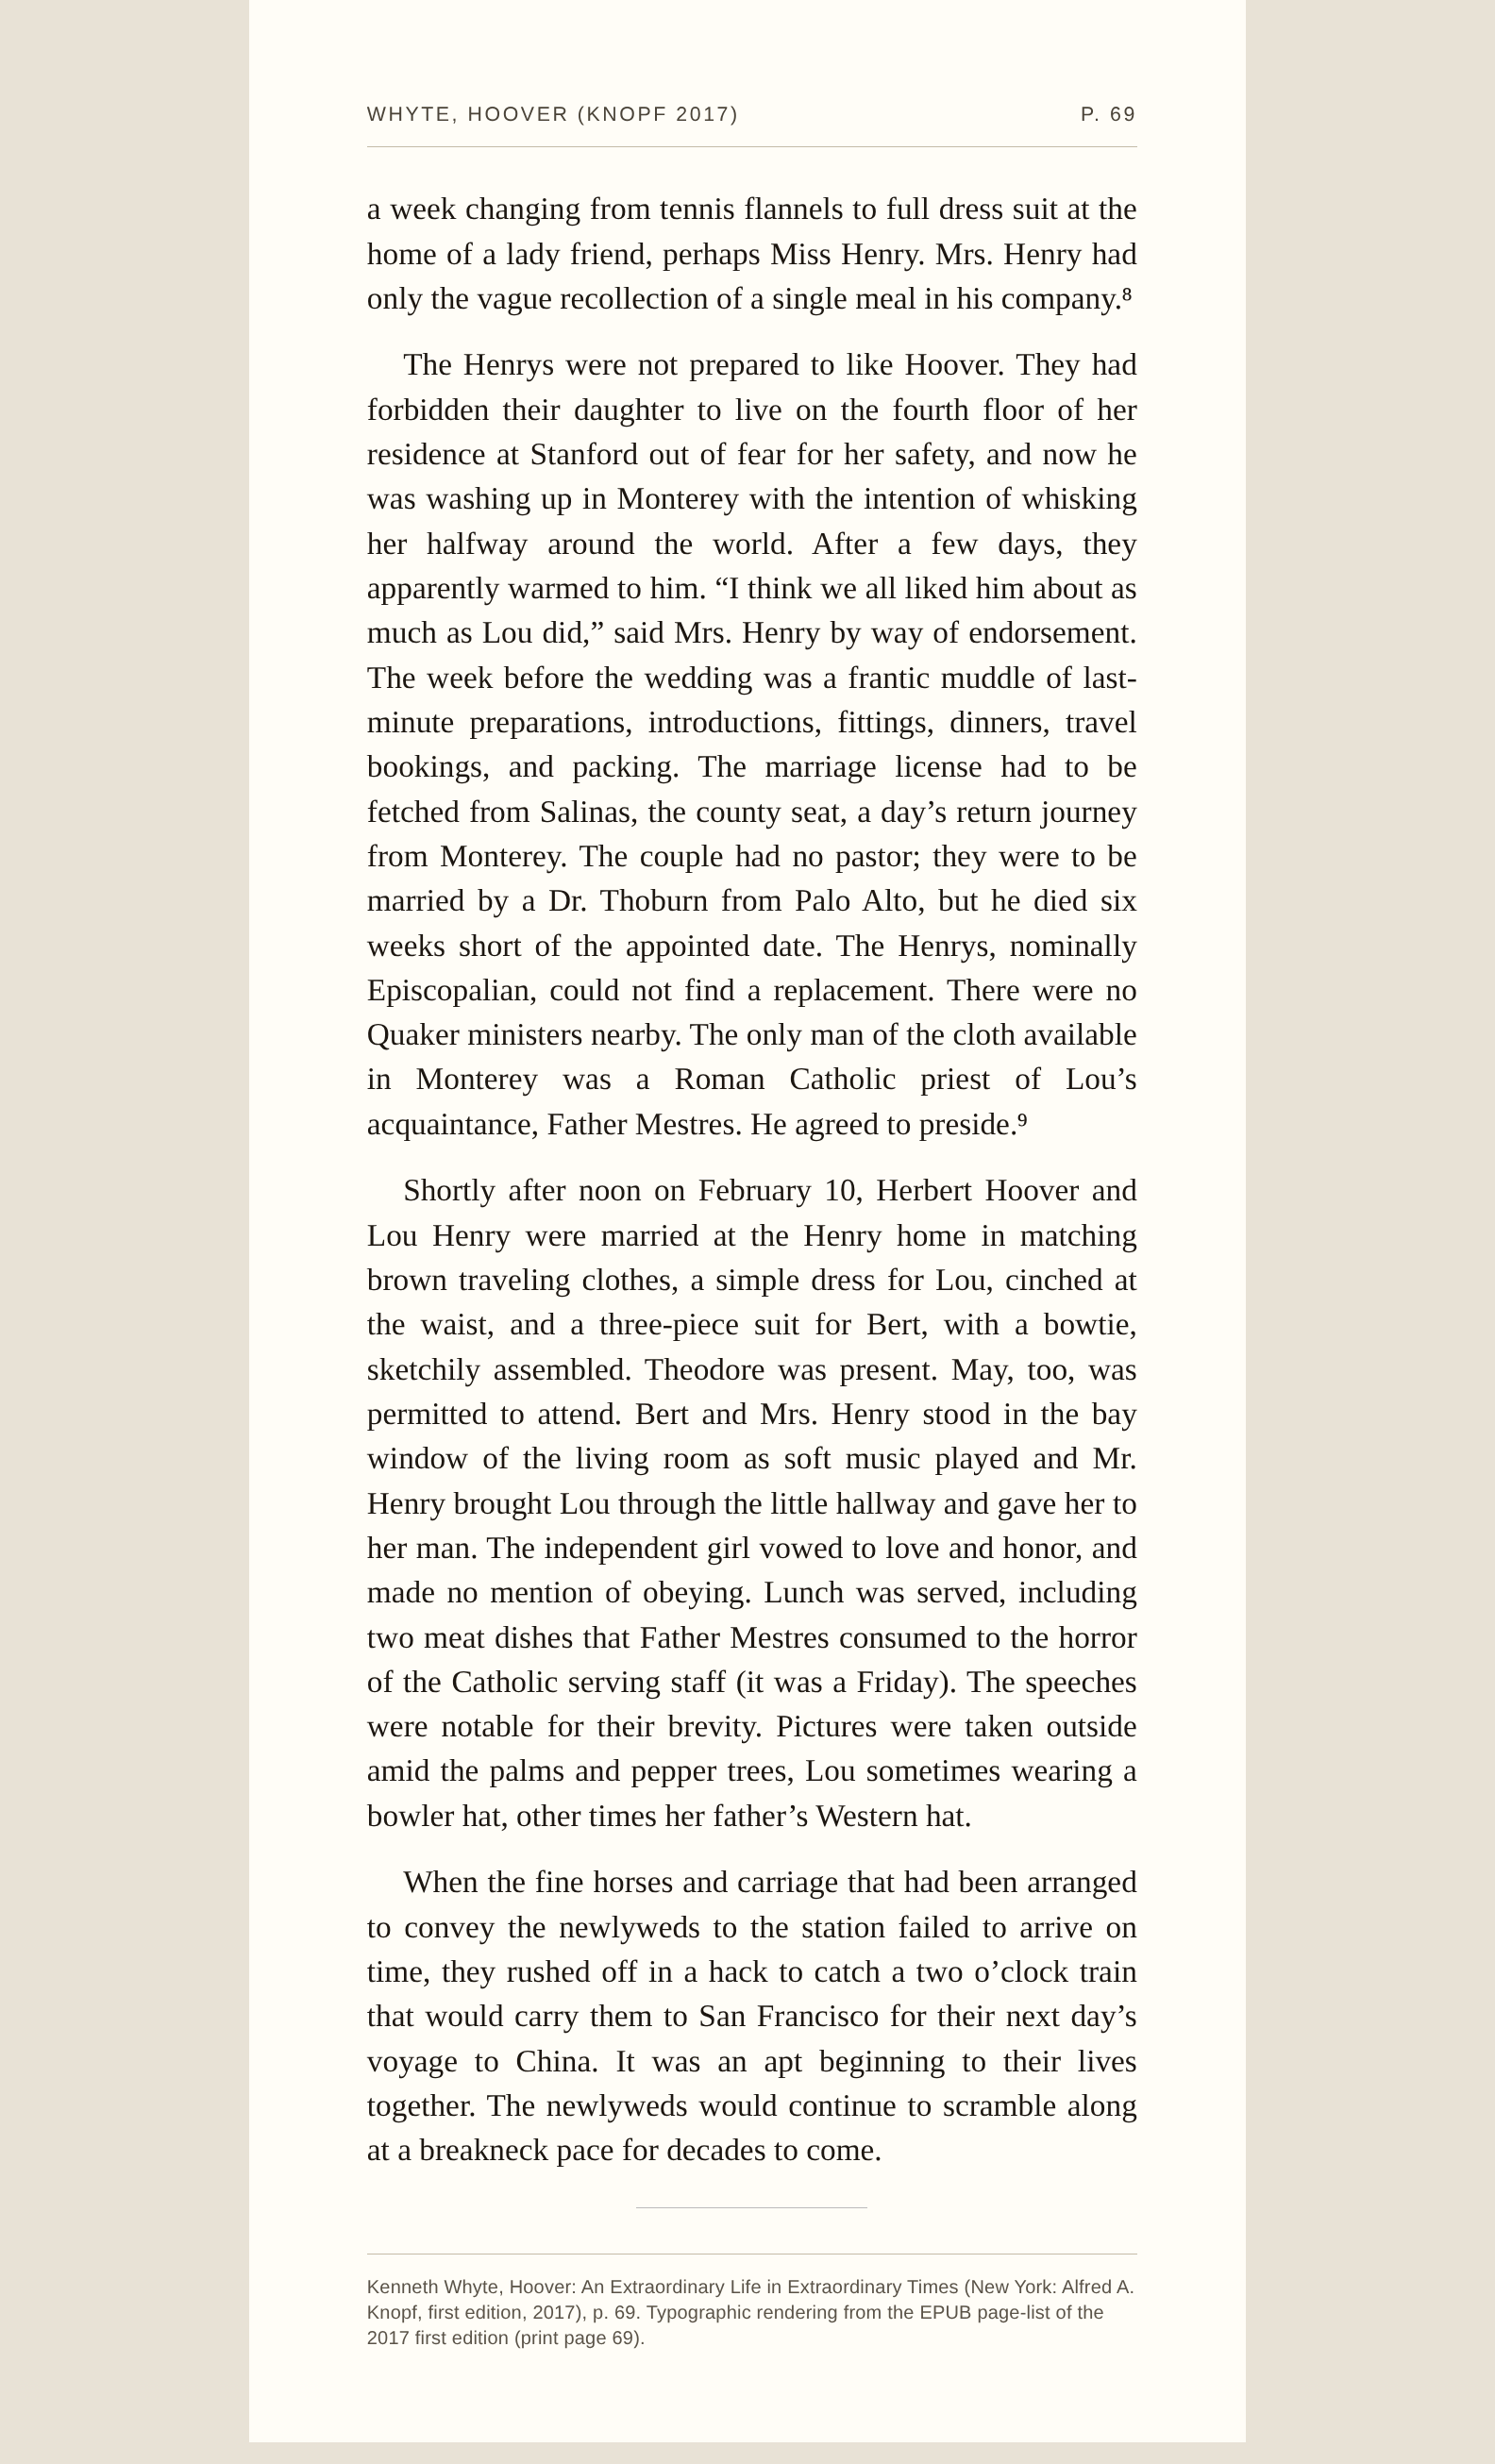 WHYTE, HOOVER (KNOPF 2017) P. 69
a week changing from tennis flannels to full dress suit at the
home of a lady friend, perhaps Miss Henry. Mrs. Henry had
only the vague recollection of a single meal in his company.⁸
The Henrys were not prepared to like Hoover. They had
forbidden their daughter to live on the fourth floor of her
residence at Stanford out of fear for her safety, and now he
was washing up in Monterey with the intention of whisking
her halfway around the world. After a few days, they
apparently warmed to him. “I think we all liked him about as
much as Lou did,” said Mrs. Henry by way of endorsement.
The week before the wedding was a frantic muddle of last-
minute preparations, introductions, fittings, dinners, travel
bookings, and packing. The marriage license had to be
fetched from Salinas, the county seat, a day’s return journey
from Monterey. The couple had no pastor; they were to be
married by a Dr. Thoburn from Palo Alto, but he died six
weeks short of the appointed date. The Henrys, nominally
Episcopalian, could not find a replacement. There were no
Quaker ministers nearby. The only man of the cloth available
in Monterey was a Roman Catholic priest of Lou’s
acquaintance, Father Mestres. He agreed to preside.⁹
Shortly after noon on February 10, Herbert Hoover and
Lou Henry were married at the Henry home in matching
brown traveling clothes, a simple dress for Lou, cinched at
the waist, and a three-piece suit for Bert, with a bowtie,
sketchily assembled. Theodore was present. May, too, was
permitted to attend. Bert and Mrs. Henry stood in the bay
window of the living room as soft music played and Mr.
Henry brought Lou through the little hallway and gave her to
her man. The independent girl vowed to love and honor, and
made no mention of obeying. Lunch was served, including
two meat dishes that Father Mestres consumed to the horror
of the Catholic serving staff (it was a Friday). The speeches
were notable for their brevity. Pictures were taken outside
amid the palms and pepper trees, Lou sometimes wearing a
bowler hat, other times her father’s Western hat.
When the fine horses and carriage that had been arranged
to convey the newlyweds to the station failed to arrive on
time, they rushed off in a hack to catch a two o’clock train
that would carry them to San Francisco for their next day’s
voyage to China. It was an apt beginning to their lives
together. The newlyweds would continue to scramble along
at a breakneck pace for decades to come.
Kenneth Whyte, Hoover: An Extraordinary Life in Extraordinary Times (New York: Alfred A.
Knopf, first edition, 2017), p. 69. Typographic rendering from the EPUB page-list of the
2017 first edition (print page 69).